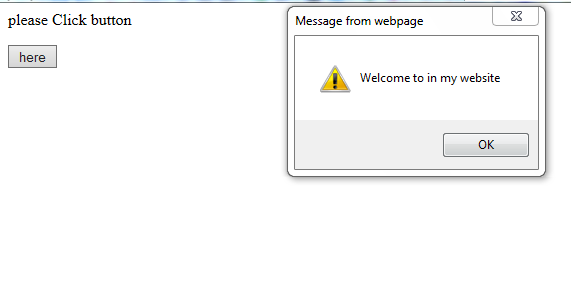 please Click button
here
Message from webpage
Welcome to in my website
OK